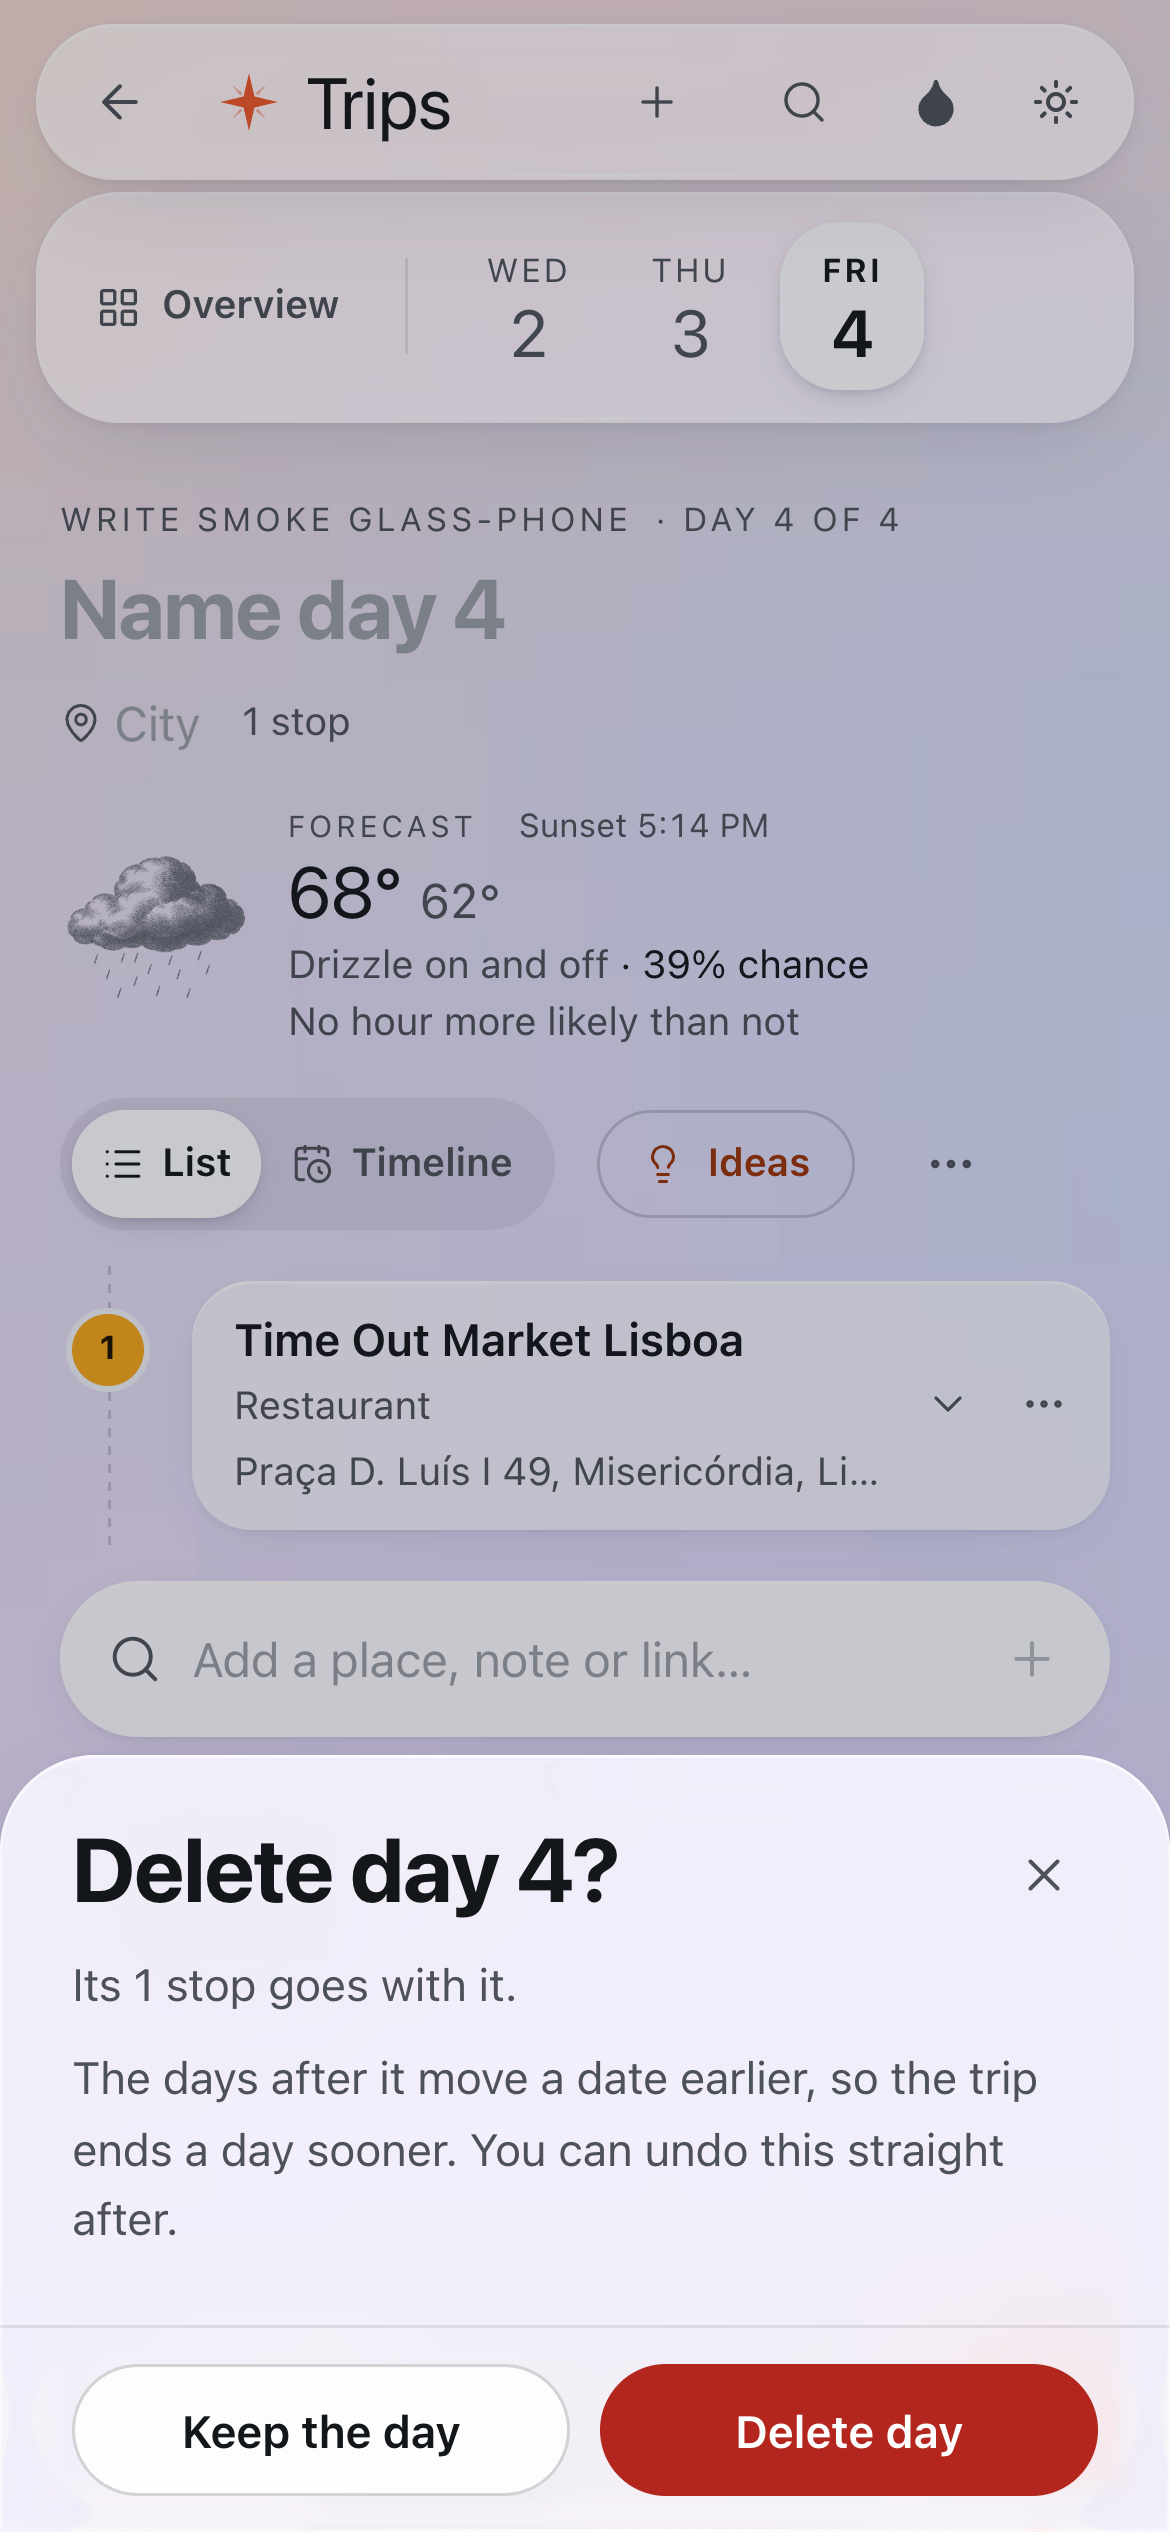 Trips
Overview
WED
2
THU
3
FRI
4
WRITE SMOKE GLASS-PHONE · DAY 4 OF 4
Name day 4
City
1 stop
FORECAST Sunset 5:14 PM
68° 62°
Drizzle on and off · 39% chance
No hour more likely than not
List
Timeline
Ideas
1
Time Out Market Lisboa
Restaurant
Praça D. Luís I 49, Misericórdia, Li...
Add a place, note or link...
Delete day 4?
Its 1 stop goes with it.
The days after it move a date earlier, so the trip
ends a day sooner. You can undo this straight
after.
Keep the day
Delete day